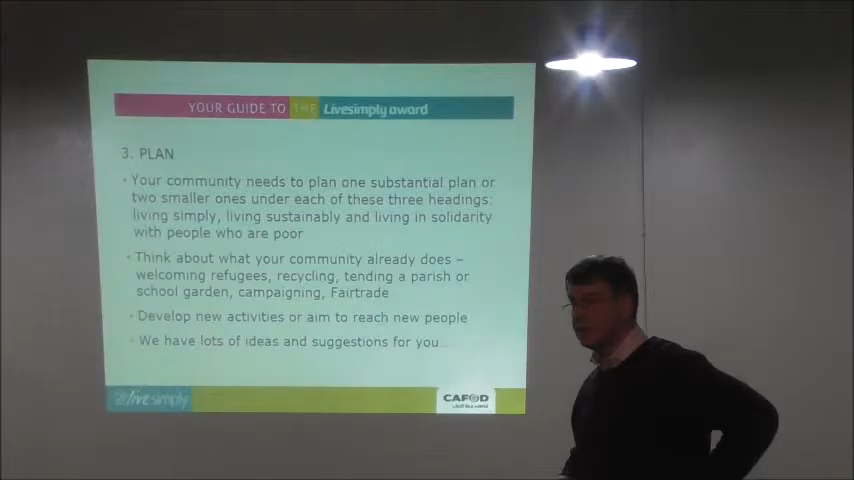 YOUR GUIDE TO THE Livesimply award
3. PLAN
• Your community needs to plan one substantial plan or
two smaller ones under each of these three headings:
living simply, living sustainably and living in solidarity
with people who are poor
• Think about what your community already does –
welcoming refugees, recycling, tending a parish or
school garden, campaigning, Fairtrade
• Develop new activities or aim to reach new people
• We have lots of ideas and suggestions for you…
livesimply
CAFOD